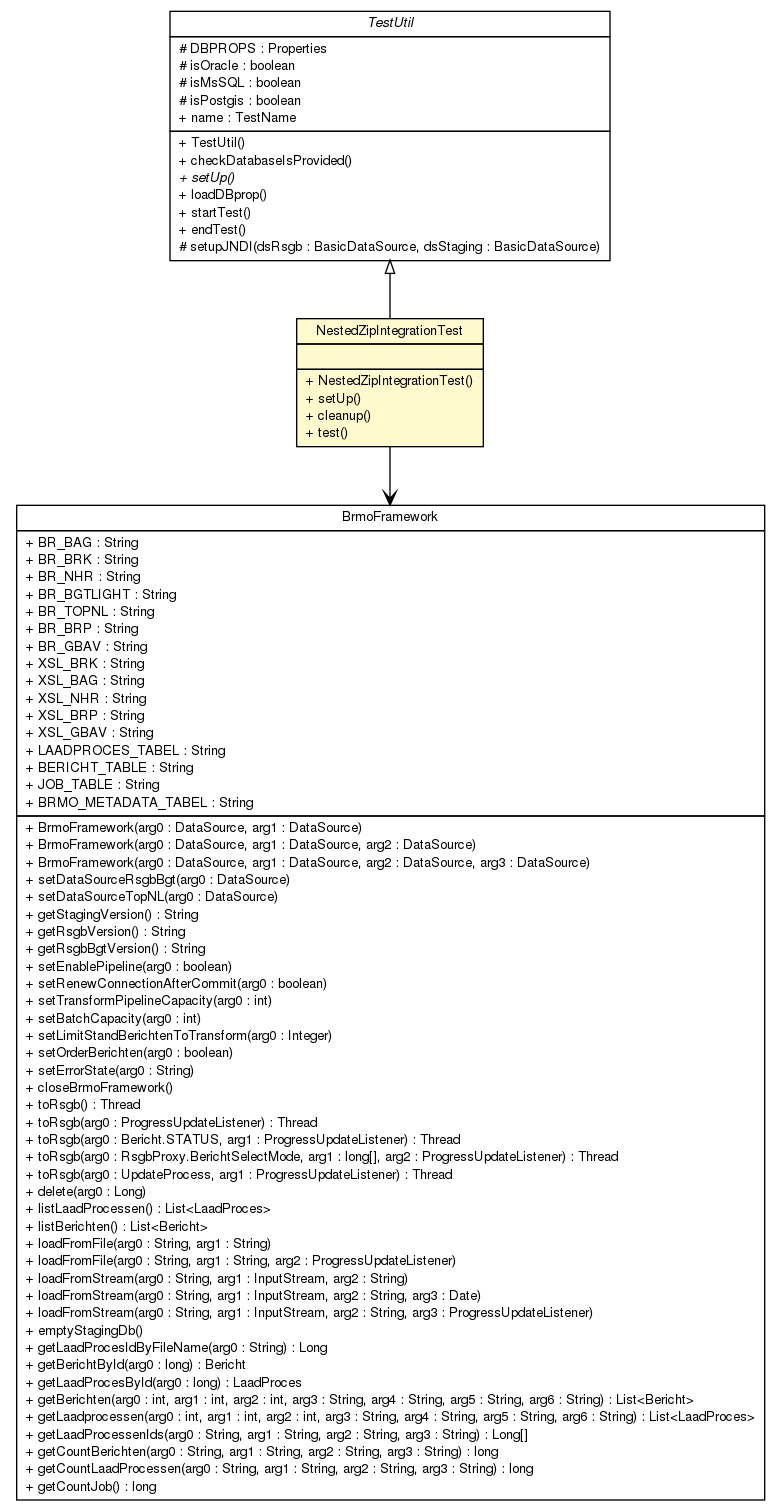 TestUtil
# DBPROPS : Properties
# isOracle : boolean
# isMsSQL : boolean
# isPostgis : boolean
+ name : TestName
+ TestUtil()
+ checkDatabaseIsProvided()
+ setUp()
+ loadDBprop()
+ startTest()
+ endTest()
# setupJNDI(dsRsgb : BasicDataSource, dsStaging : BasicDataSource)
NestedZipIntegrationTest
+ NestedZipIntegrationTest()
+ setUp()
+ cleanup()
+ test()
BrmoFramework
+ BR_BAG : String
+ BR_BRK : String
+ BR_NHR : String
+ BR_BGTLIGHT : String
+ BR_TOPNL : String
+ BR_BRP : String
+ BR_GBAV : String
+ XSL_BRK : String
+ XSL_BAG : String
+ XSL_NHR : String
+ XSL_BRP : String
+ XSL_GBAV : String
+ LAADPROCES_TABEL : String
+ BERICHT_TABLE : String
+ JOB_TABLE : String
+ BRMO_METADATA_TABEL : String
+ BrmoFramework(arg0 : DataSource, arg1 : DataSource)
+ BrmoFramework(arg0 : DataSource, arg1 : DataSource, arg2 : DataSource)
+ BrmoFramework(arg0 : DataSource, arg1 : DataSource, arg2 : DataSource, arg3 : DataSource)
+ setDataSourceRsgbBgt(arg0 : DataSource)
+ setDataSourceTopNL(arg0 : DataSource)
+ getStagingVersion() : String
+ getRsgbVersion() : String
+ getRsgbBgtVersion() : String
+ setEnablePipeline(arg0 : boolean)
+ setRenewConnectionAfterCommit(arg0 : boolean)
+ setTransformPipelineCapacity(arg0 : int)
+ setBatchCapacity(arg0 : int)
+ setLimitStandBerichtenToTransform(arg0 : Integer)
+ setOrderBerichten(arg0 : boolean)
+ setErrorState(arg0 : String)
+ closeBrmoFramework()
+ toRsgb() : Thread
+ toRsgb(arg0 : ProgressUpdateListener) : Thread
+ toRsgb(arg0 : Bericht.STATUS, arg1 : ProgressUpdateListener) : Thread
+ toRsgb(arg0 : RsgbProxy.BerichtSelectMode, arg1 : long[], arg2 : ProgressUpdateListener) : Thread
+ toRsgb(arg0 : UpdateProcess, arg1 : ProgressUpdateListener) : Thread
+ delete(arg0 : Long)
+ listLaadProcessen() : List<LaadProces>
+ listBerichten() : List<Bericht>
+ loadFromFile(arg0 : String, arg1 : String)
+ loadFromFile(arg0 : String, arg1 : String, arg2 : ProgressUpdateListener)
+ loadFromStream(arg0 : String, arg1 : InputStream, arg2 : String)
+ loadFromStream(arg0 : String, arg1 : InputStream, arg2 : String, arg3 : Date)
+ loadFromStream(arg0 : String, arg1 : InputStream, arg2 : String, arg3 : ProgressUpdateListener)
+ emptyStagingDb()
+ getLaadProcesIdByFileName(arg0 : String) : Long
+ getBerichtById(arg0 : long) : Bericht
+ getLaadProcesById(arg0 : long) : LaadProces
+ getBerichten(arg0 : int, arg1 : int, arg2 : int, arg3 : String, arg4 : String, arg5 : String, arg6 : String) : List<Bericht>
+ getLaadprocessen(arg0 : int, arg1 : int, arg2 : int, arg3 : String, arg4 : String, arg5 : String, arg6 : String) : List<LaadProces>
+ getLaadProcessenIds(arg0 : String, arg1 : String, arg2 : String, arg3 : String) : Long[]
+ getCountBerichten(arg0 : String, arg1 : String, arg2 : String, arg3 : String) : long
+ getCountLaadProcessen(arg0 : String, arg1 : String, arg2 : String, arg3 : String) : long
+ getCountJob() : long